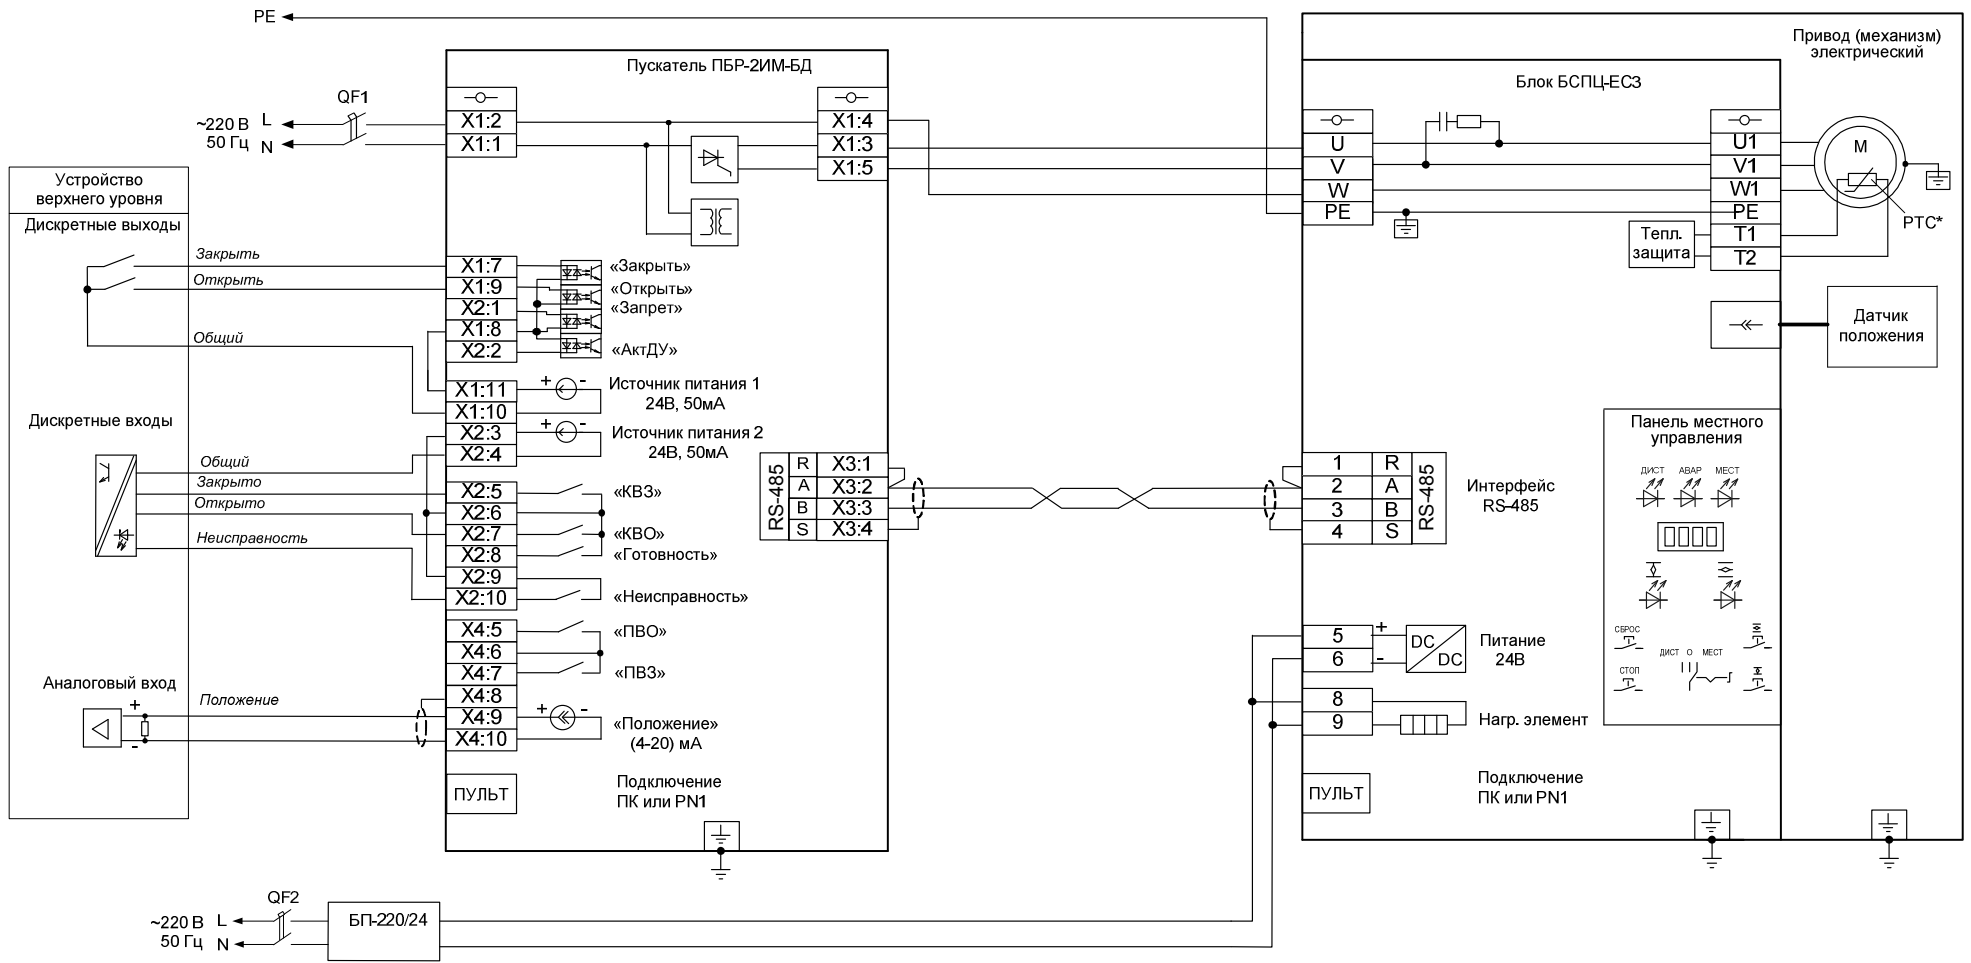 PE
Привод (механизм)
электрический
Пускатель ПБР-2ИМ-БД
Блок БСПЦ-ЕСЗ
QF1
~220 В
50 Гц
L
N
X1:2
X1:1
X1:4
X1:3
X1:5
U
V
W
PE
U1
V1
W1
PE
T1
T2
M
PTC*
Тепл.
защита
Устройство
верхнего уровня
Дискретные выходы
Закрыть
Открыть
Общий
X1:7
X1:9
X2:1
X1:8
X2:2
«Закрыть»
«Открыть»
«Запрет»
«АктДУ»
Датчик
положения
X1:11
X1:10
X2:3
X2:4
+
-
Источник питания 1
24В, 50мА
+
-
Источник питания 2
24В, 50мА
Дискретные входы
Общий
Закрыто
Открыто
Неисправность
X2:5
X2:6
X2:7
X2:8
X2:9
X2:10
«КВЗ»
«КВО»
«Готовность»
«Неисправность»
RS-485
R
A
B
S
X3:1
X3:2
X3:3
X3:4
1
2
3
4
R
A
B
S
RS-485
Интерфейс
RS-485
Панель местного
управления
ДИСТ
АВАР
МЕСТ
СБРОС
СТОП
ДИСТ О МЕСТ
X4:5
X4:6
X4:7
X4:8
X4:9
X4:10
«ПВО»
«ПВЗ»
+
-
«Положение»
(4-20) мА
Аналоговый вход
+
-
Положение
5
6
+
-
DC
DC
Питание
24В
8
9
Нагр. элемент
ПУЛЬТ
Подключение
ПК или PN1
ПУЛЬТ
Подключение
ПК или PN1
QF2
~220 В
50 Гц
L
N
БП-220/24